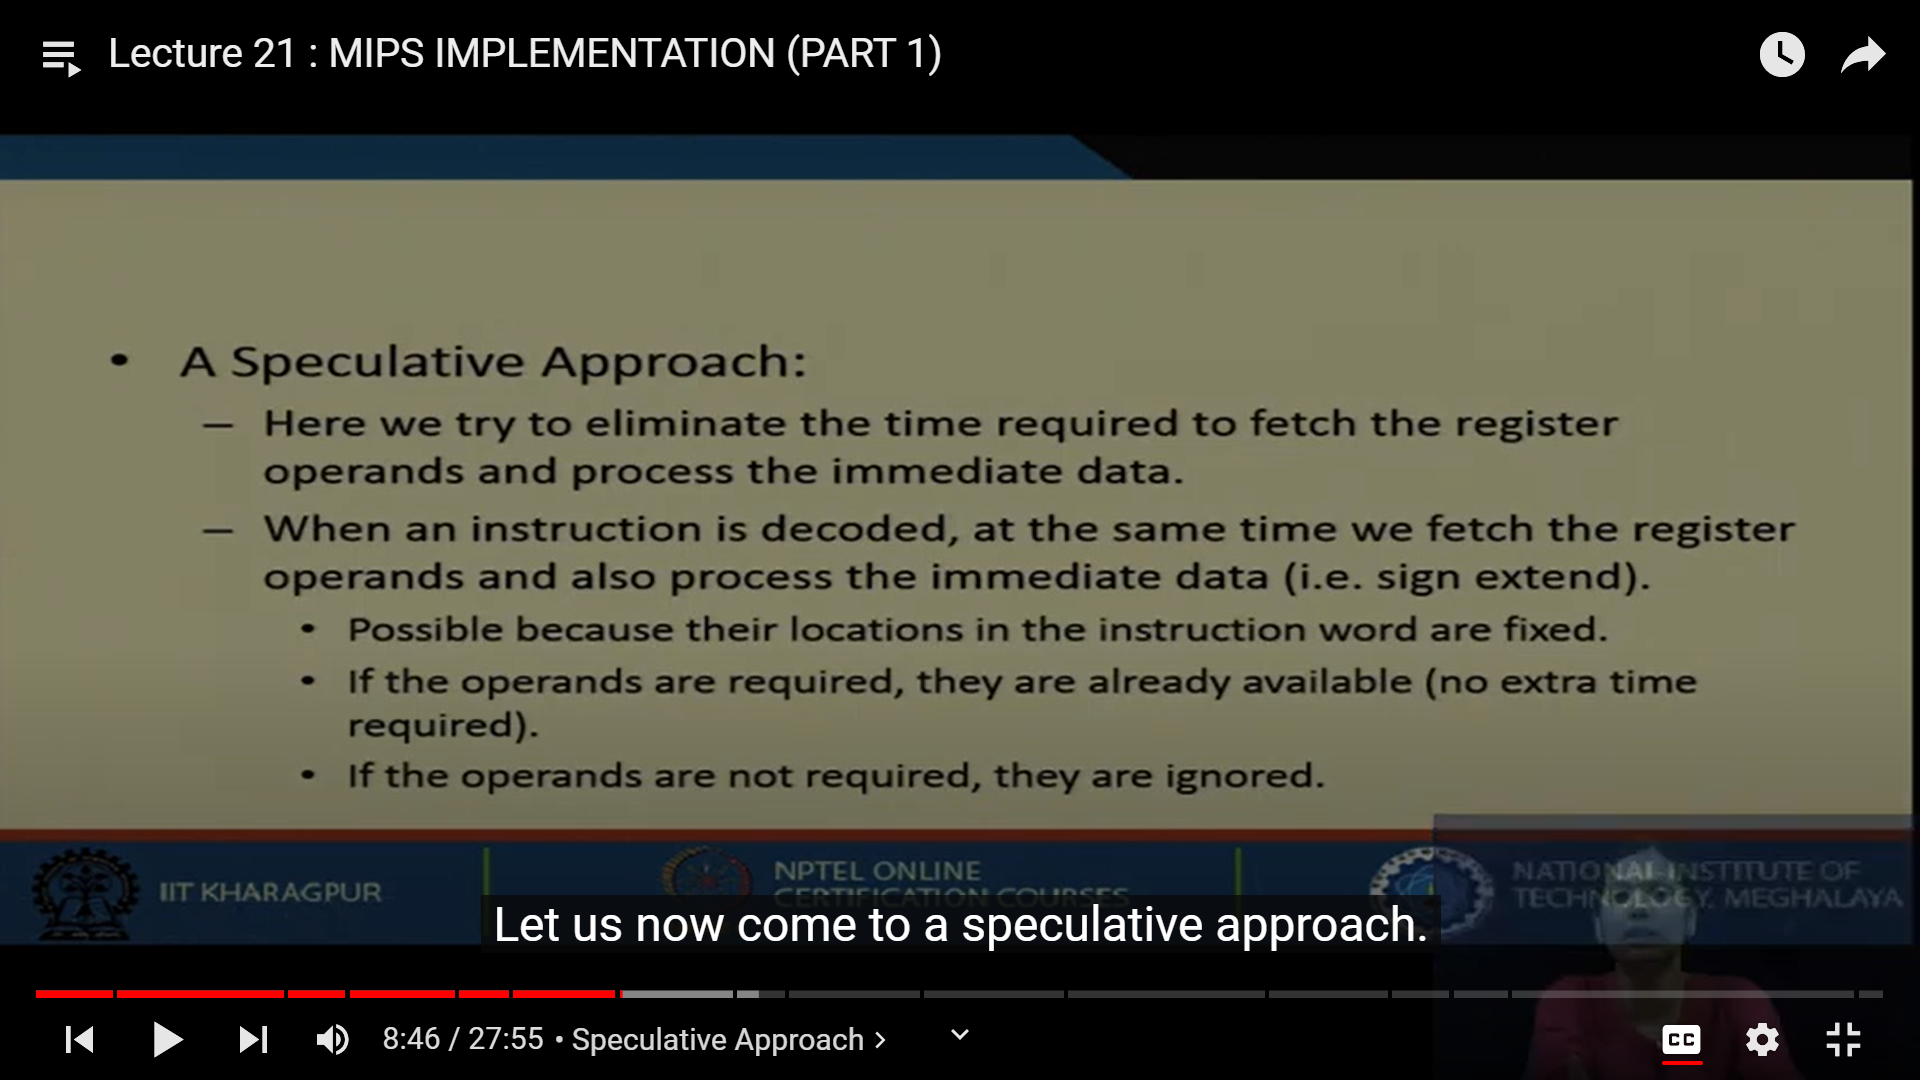 Lecture 21 : MIPS IMPLEMENTATION (PART 1)
• A Speculative Approach:
– Here we try to eliminate the time required to fetch the register
operands and process the immediate data.
– When an instruction is decoded, at the same time we fetch the register
operands and also process the immediate data (i.e. sign extend).
• Possible because their locations in the instruction word are fixed.
• If the operands are required, they are already available (no extra time
required).
• If the operands are not required, they are ignored.
IIT KHARAGPUR
NPTEL ONLINE
CERTIFICATION COURSES
NATIONAL INSTITUTE OF
TECHNOLOGY, MEGHALAYA
Let us now come to a speculative approach.
8:46 / 27:55 • Speculative Approach >
CC